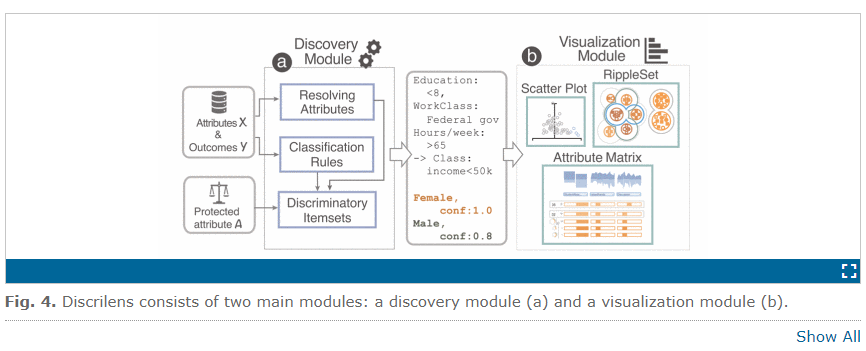 a
Discovery
Module
Attributes X
&
Outcomes y
Protected
attribute A
Resolving
Attributes
Classification
Rules
Discriminatory
Itemsets
Education:
<8,
WorkClass:
Federal gov
Hours/week:
>65
-> Class:
income<50k
Female,
conf:1.0
Male,
conf:0.8
b
Visualization
Module
Scatter Plot
RippleSet
Attribute Matrix
Fig. 4. Discrilens consists of two main modules: a discovery module (a) and a visualization module (b).
Show All